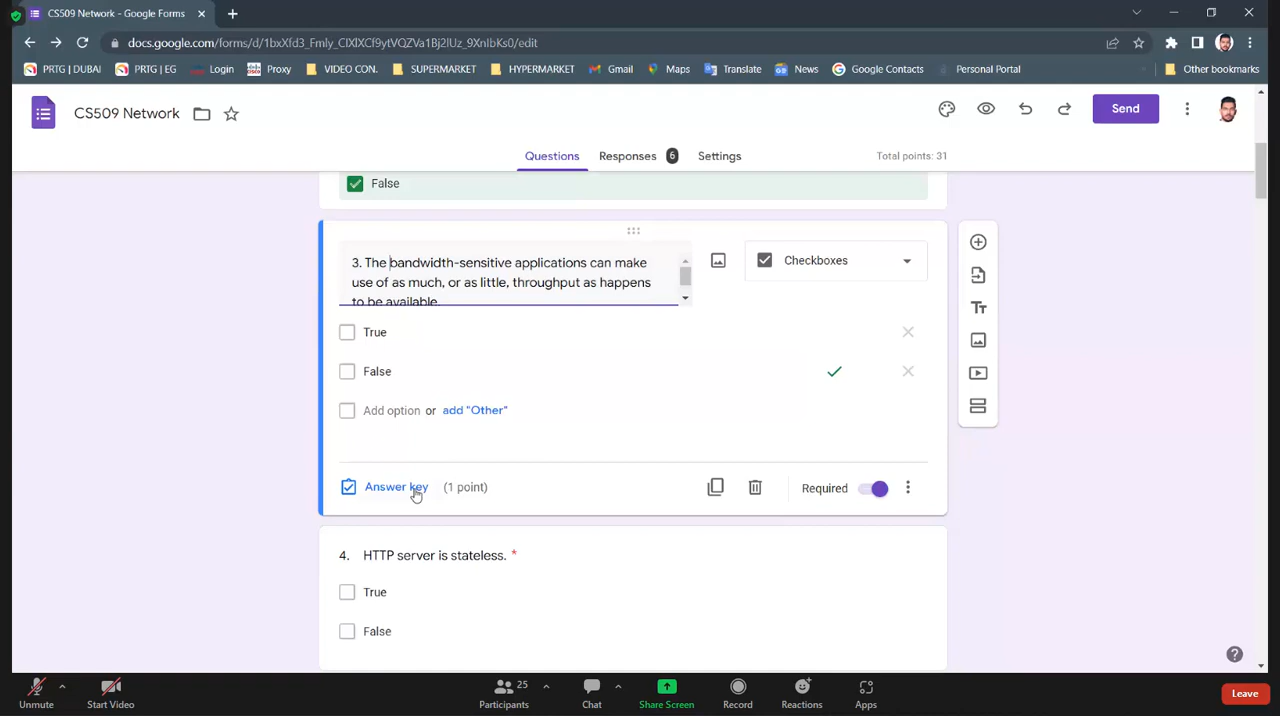 CS509 Network - Google Forms
docs.google.com/forms/d/1bxXfd3_Fmly_CIXlXCf9ytVQZVa1Bj2IUz_9XnIbKs0/edit
PRTG | DUBAI PRTG | EG Login Proxy VIDEO CON. SUPERMARKET HYPERMARKET Gmail Maps Translate News Google Contacts Personal Portal Other bookmarks
CS509 Network Send
Questions Responses 6 Settings Total points: 31
False
3. The bandwidth-sensitive applications can make Checkboxes
use of as much, or as little, throughput as happens
to be available.
True
False
Add option or add "Other"
Answer key (1 point) Required
4. HTTP server is stateless. *
True
False
25
Unmute Start Video Participants Chat Share Screen Record Reactions Apps Leave